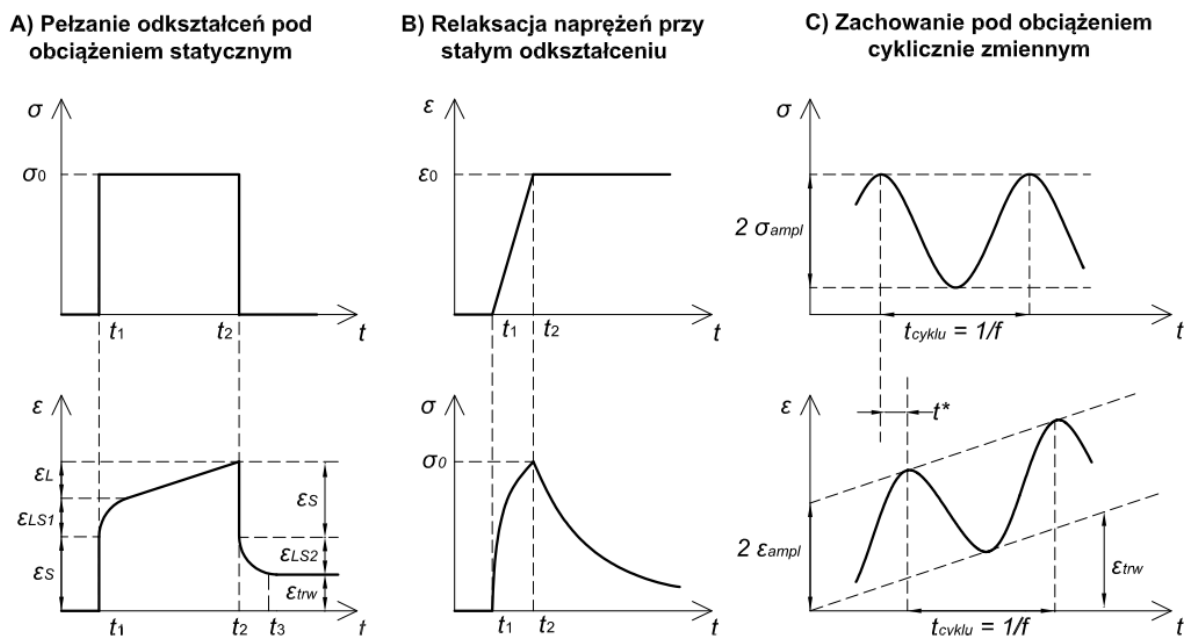 A) Pełzanie odkształceń pod
obciążeniem statycznym
B) Relaksacja naprężeń przy
stałym odkształceniu
C) Zachowanie pod obciążeniem
cyklicznie zmiennym
σ
σ0
t1
t2
t
ε
εL
εLS1
εS
εS
εLS2
εtrw
t1
t2
t3
t
ε
ε0
t1
t2
t
σ
σ0
t1
t2
t
σ
2 σampl
tcyklu = 1/f
t
ε
t*
2 εampl
εtrw
tcyklu = 1/f
t